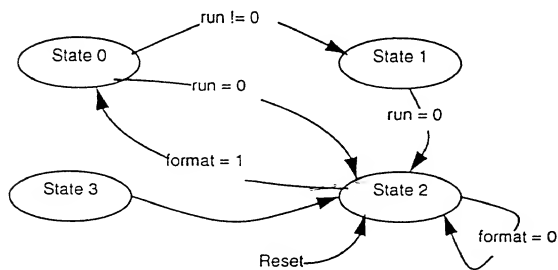 run != 0
State 0
State 1
run = 0
run = 0
format = 1
State 3
State 2
format = 0
Reset